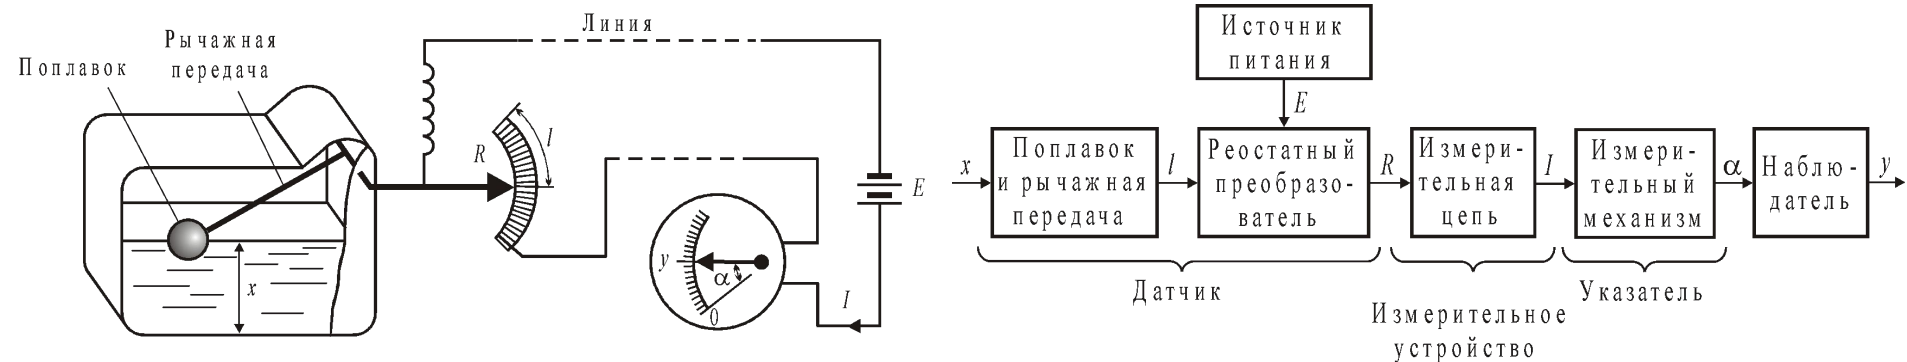 Линия
Рычажная
передача
Поплавок
l
R
E
x
y
α
0
I
Источник
питания
E
x
Поплавок
и рычажная
передача
l
Реостатный
преобразо-
ватель
R
Измери-
тельная
цепь
I
Измери-
тельный
механизм
α
Наблю-
датель
y
Датчик
Измерительное
устройство
Указатель